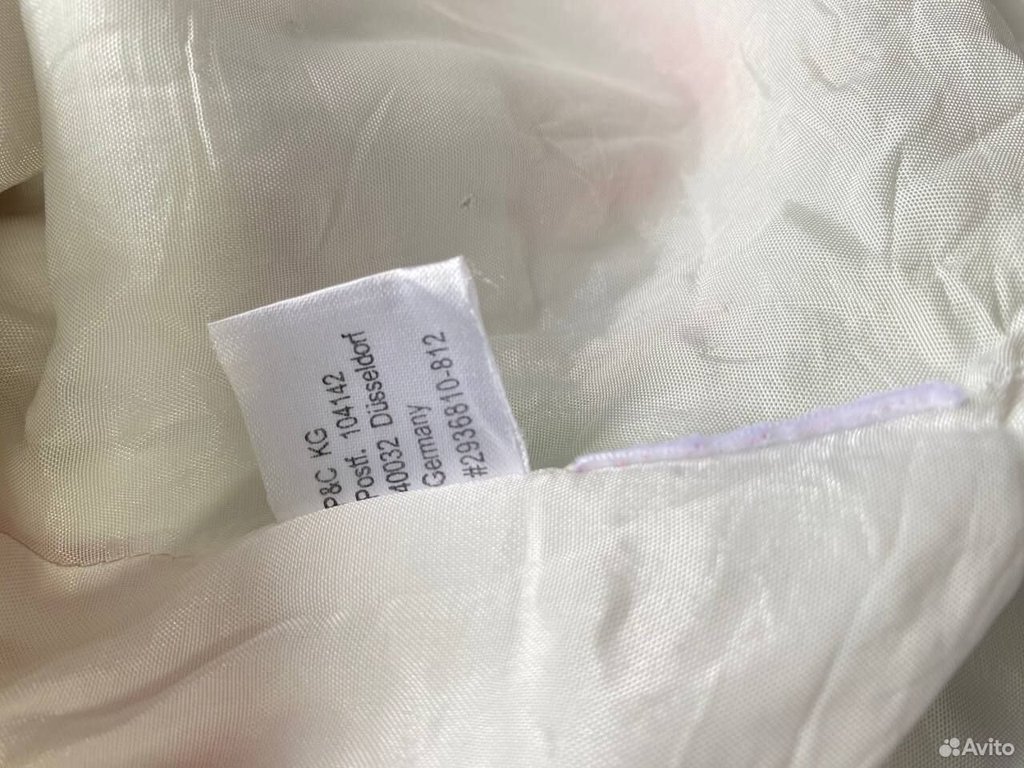 P&C KG
Postf. 104142
40032 Düsseldorf
Germany
#2936810-812
Avito